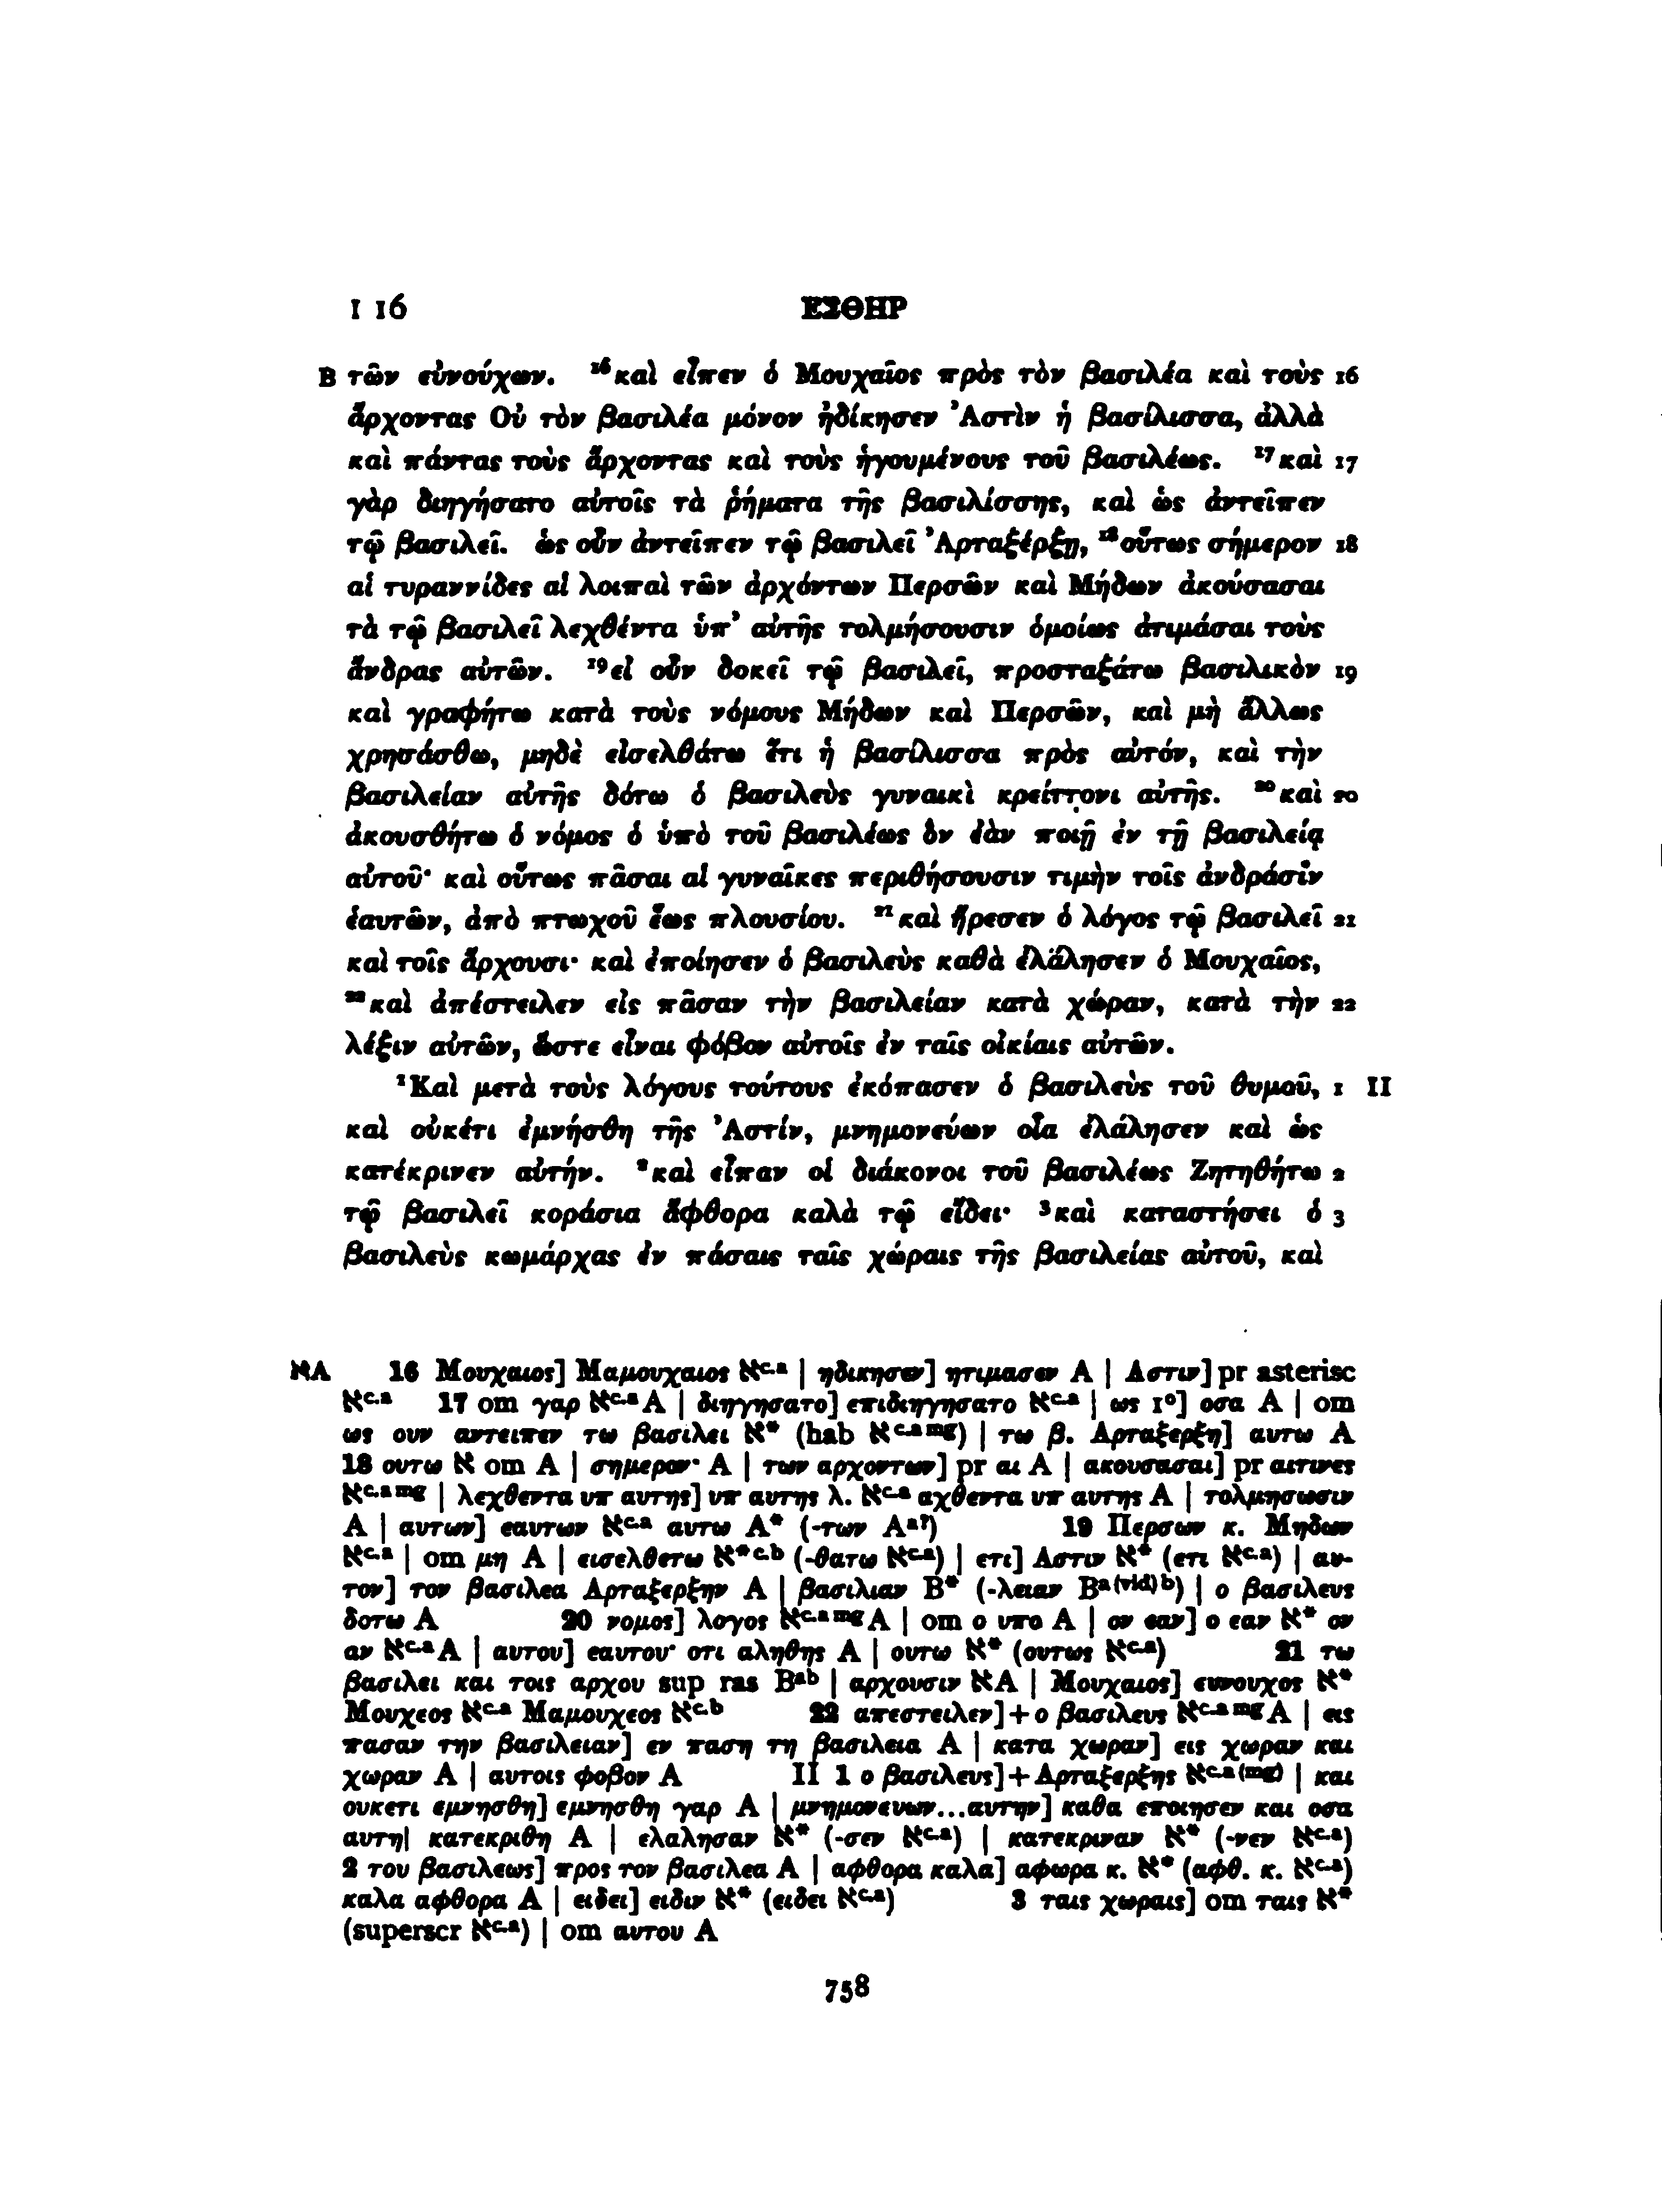 I 16 ΕΣΘΗΡ
B τῶν εὐνούχων. ¹⁶καὶ εἶπεν ὁ Μουχαῖος πρὸς τὸν βασιλέα καὶ τοὺς 16
ἄρχοντας Οὐ τὸν βασιλέα μόνον ἠδίκησεν Ἀστὶν ἡ βασίλισσα, ἀλλὰ
καὶ πάντας τοὺς ἄρχοντας καὶ τοὺς ἡγουμένους τοῦ βασιλέως. ¹⁷καὶ 17
γὰρ διηγήσατο αὐτοῖς τὰ ῥήματα τῆς βασιλίσσης, καὶ ὡς ἀντεῖπεν
τῷ βασιλεῖ. ὡς οὖν ἀντεῖπεν τῷ βασιλεῖ Ἀρταξέρξῃ, ¹⁸οὕτως σήμερον 18
αἱ τυραννίδες αἱ λοιπαὶ τῶν ἀρχόντων Περσῶν καὶ Μήδων ἀκούσασαι
τὰ τῷ βασιλεῖ λεχθέντα ὑπ’ αὐτῆς τολμήσουσιν ὁμοίως ἀτιμάσαι τοὺς
ἄνδρας αὐτῶν. ¹⁹εἰ οὖν δοκεῖ τῷ βασιλεῖ, προσταξάτω βασιλικὸν 19
καὶ γραφήτω κατὰ τοὺς νόμους Μήδων καὶ Περσῶν, καὶ μὴ ἄλλως
χρησάσθω, μηδὲ εἰσελθάτω ἔτι ἡ βασίλισσα πρὸς αὐτόν, καὶ τὴν
βασιλείαν αὐτῆς δότω ὁ βασιλεὺς γυναικὶ κρείττονι αὐτῆς. ²⁰καὶ 20
ἀκουσθήτω ὁ νόμος ὁ ὑπὸ τοῦ βασιλέως ὃν ἐὰν ποιῇ ἐν τῇ βασιλείᾳ
αὐτοῦ· καὶ οὕτως πᾶσαι αἱ γυναῖκες περιθήσουσιν τιμὴν τοῖς ἀνδράσιν
ἑαυτῶν, ἀπὸ πτωχοῦ ἕως πλουσίου. ²¹καὶ ἤρεσεν ὁ λόγος τῷ βασιλεῖ 21
καὶ τοῖς ἄρχουσι· καὶ ἐποίησεν ὁ βασιλεὺς καθὰ ἐλάλησεν ὁ Μουχαῖος,
²²καὶ ἀπέστειλεν εἰς πᾶσαν τὴν βασιλείαν κατὰ χώραν, κατὰ τὴν 22
λέξιν αὐτῶν, ὥστε εἶναι φόβον αὐτοῖς ἐν ταῖς οἰκίαις αὐτῶν.
¹Καὶ μετὰ τοὺς λόγους τούτους ἐκόπασεν ὁ βασιλεὺς τοῦ θυμοῦ, 1 II
καὶ οὐκέτι ἐμνήσθη τῆς Ἀστίν, μνημονεύων οἷα ἐλάλησεν καὶ ὡς
κατέκρινεν αὐτήν. ²καὶ εἶπαν οἱ διάκονοι τοῦ βασιλέως Ζητηθήτω 2
τῷ βασιλεῖ κοράσια ἄφθορα καλὰ τῷ εἴδει· ³καὶ καταστήσει ὁ 3
βασιλεὺς κωμάρχας ἐν πάσαις ταῖς χώραις τῆς βασιλείας αὐτοῦ, καὶ
אA 16 Μουχαιος] Μαμουχαιος א^c.a | ηδικησεν] ητιμασεν A | Αστιν] pr asterisc
א^c.a 17 om γαρ א^c.a A | διηγησατο] επιδιηγησατο א^c.a | ως 1°] οσα A | om
ως ουν αντειπεν τω βασιλει א* (hab א^c.a mg) | τω β. Αρταξερξη] αυτω A
18 ουτω א om A | σημερον· A | των αρχοντων] pr αι A | ακουσασαι] pr αιτινες
א^c.a mg | λεχθεντα υπ αυτης] υπ αυτης λ. א^c.a αχθεντα υπ αυτης A | τολμησωσιν
A | αυτων] εαυτων א^c.a αυτω A* (-των A^a?) 19 Περσων κ. Μηδων
א^c.a | om μη A | εισελθετω א* c.b (-θατω א^c.a) | ετι] Αστιν א* (ετι א^c.a) | αυ-
τον] τον βασιλεα Αρταξερξην A | βασιλιαν B* (-λειαν B^a (vid) b) | ο βασιλευς
δοτω A 20 νομος] λογος א^c.a mg A | om ο υπο A | ον εαν] ο εαν א* ον
αν א^c.a A | αυτου] εαυτου· οτι αληθης A | ουτω א* (ουτως א^c.a) 21 τω
βασιλει και τοις αρχου sup ras B^ab | αρχουσιν אA | Μουχαιος] ευνουχος א*
Μουχεος א^c.a Μαμουχεος א^c.b 22 απεστειλεν]+ο βασιλευς א^c.a mg A | εις
πασαν την βασιλειαν] εν παση τη βασιλεια A | κατα χωραν] εις χωραν και
χωραν A | αυτοις φοβον A II 1 ο βασιλευς]+Αρταξερξης א^c.a (mg) | και
ουκετι εμνησθη] εμνησθη γαρ A | μνημονευων...αυτην] καθα εποιησεν και οσα
αυτη| κατεκριθη A | ελαλησαν א* (-σεν א^c.a) | κατεκριναν א* (-νεν א^c.a)
2 του βασιλεως] προς τον βασιλεα A | αφθορα καλα] αφωρα κ. א* (αφθ. κ. א^c.a)
καλα αφθορα A | ειδει] ειδιν א* (ειδει א^c.a) 3 ταις χωραις] om ταις א*
(superscr א^c.a) | om αυτου A
758